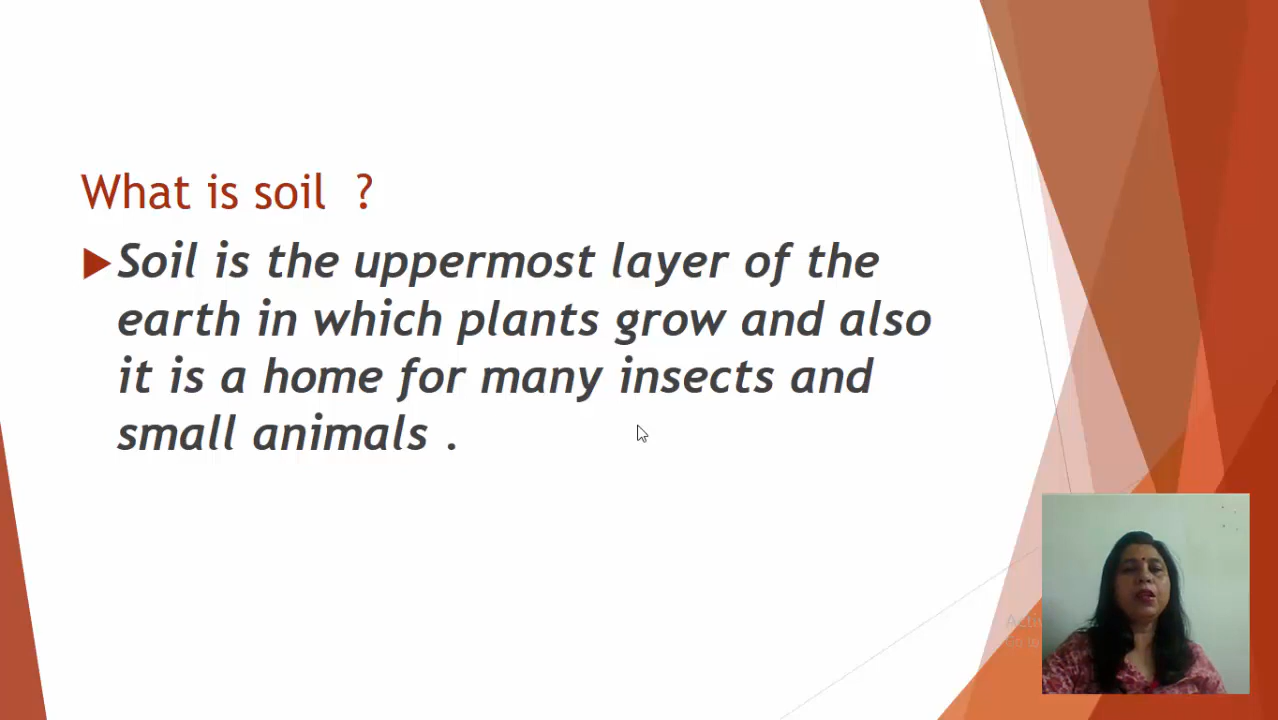 What is soil ?
Soil is the uppermost layer of the
earth in which plants grow and also
it is a home for many insects and
small animals .